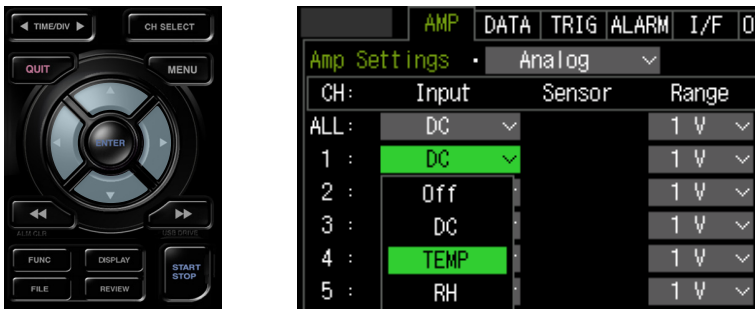 ◀ TIME/DIV ▶ CH SELECT
QUIT MENU
ENTER
◀◀ ▶▶
ALM CLR USB DRIVE
FUNC DISPLAY START STOP
FILE REVIEW
AMP DATA TRIG ALARM I/F
Amp Settings · Analog
CH: Input Sensor Range
ALL: DC 1 V
1 : DC 1 V
2 : Off 1 V
3 : DC 1 V
4 : TEMP 1 V
5 : RH 1 V